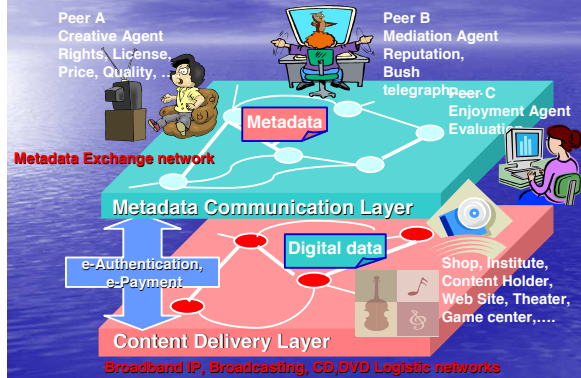 Peer A
Creative Agent
Rights, License,
Price, Quality, ...
Peer B
Mediation Agent
Reputation,
Bush
telegraph
Peer C
Enjoyment Agent
Metadata
Metadata Exchange network
Metadata Communication Layer
e-Authentication,
e-Payment
Digital data
Shop, Institute,
Content Holder,
Web Site, Theater,
Game center,....
Content Delivery Layer
Broadband IP, Broadcasting, CD,DVD Logistic networks